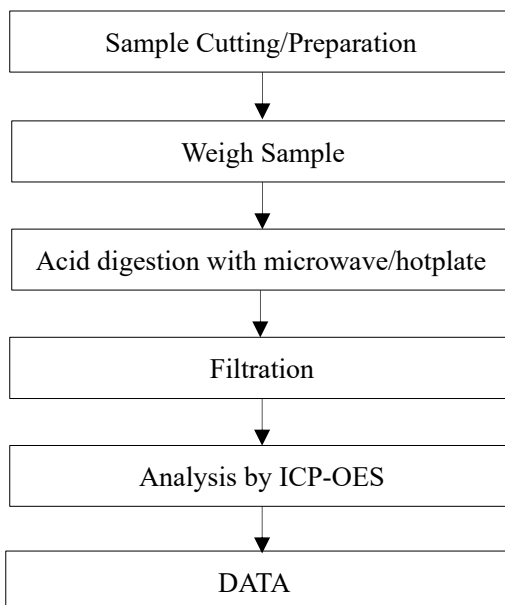 Sample Cutting/Preparation
Weigh Sample
Acid digestion with microwave/hotplate
Filtration
Analysis by ICP-OES
DATA